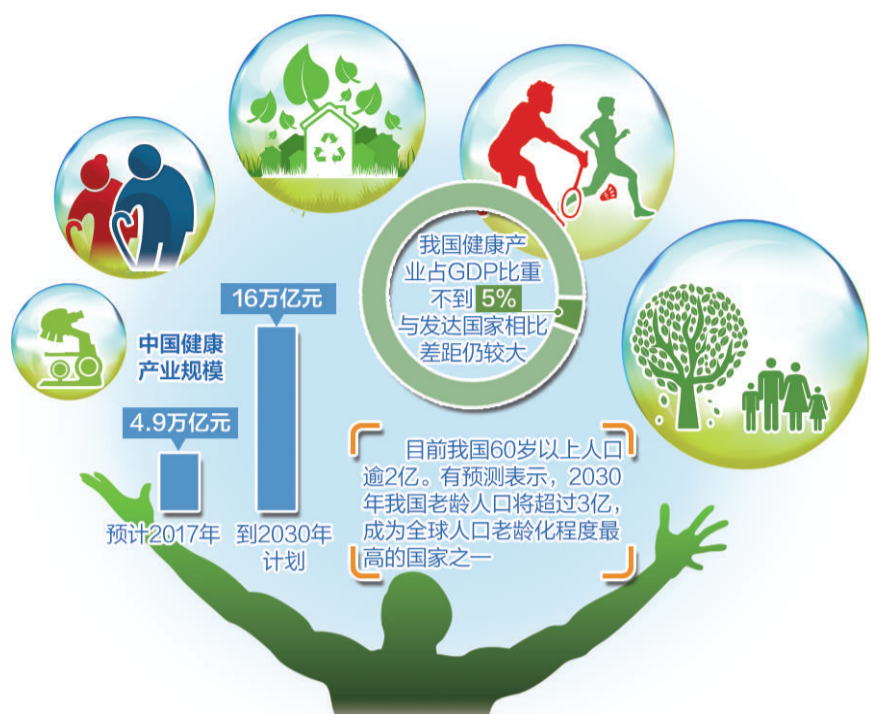 我国健康产
业占GDP比重
不到 5%
与发达国家相比
差距仍较大
16万亿元
中国健康
产业规模
4.9万亿元
预计2017年
到2030年
计划
目前我国60岁以上人口
逾2亿。有预测表示，2030
年我国老龄人口将超过3亿，
成为全球人口老龄化程度最
高的国家之一